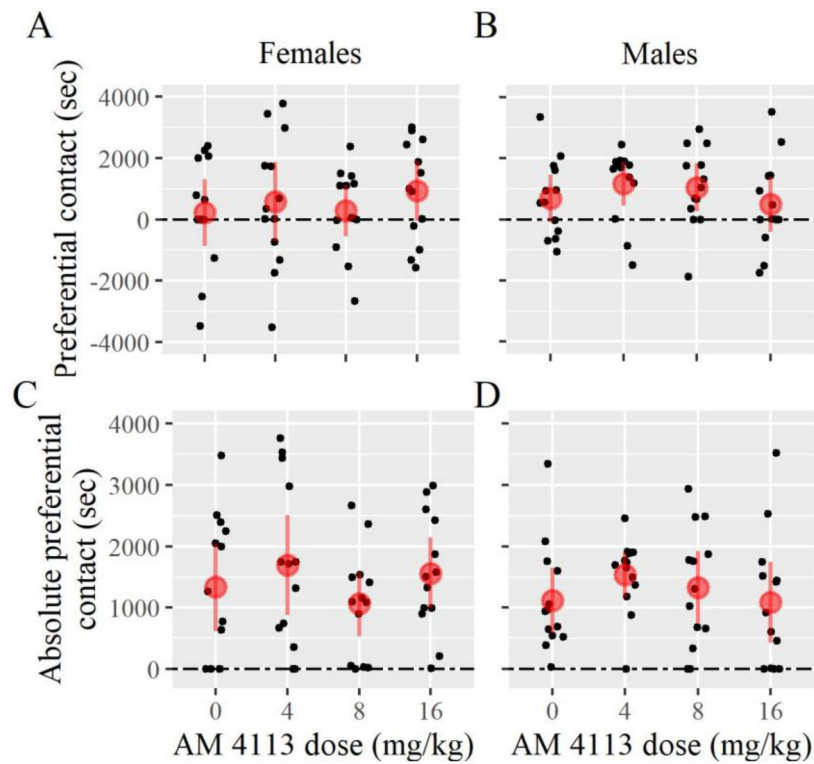 A
B
Females
Males
Preferential contact (sec)
4000
2000
0
-2000
-4000
C
D
Absolute preferential
contact (sec)
4000
3000
2000
1000
0
0 4 8 16
0 4 8 16
AM 4113 dose (mg/kg)
AM 4113 dose (mg/kg)